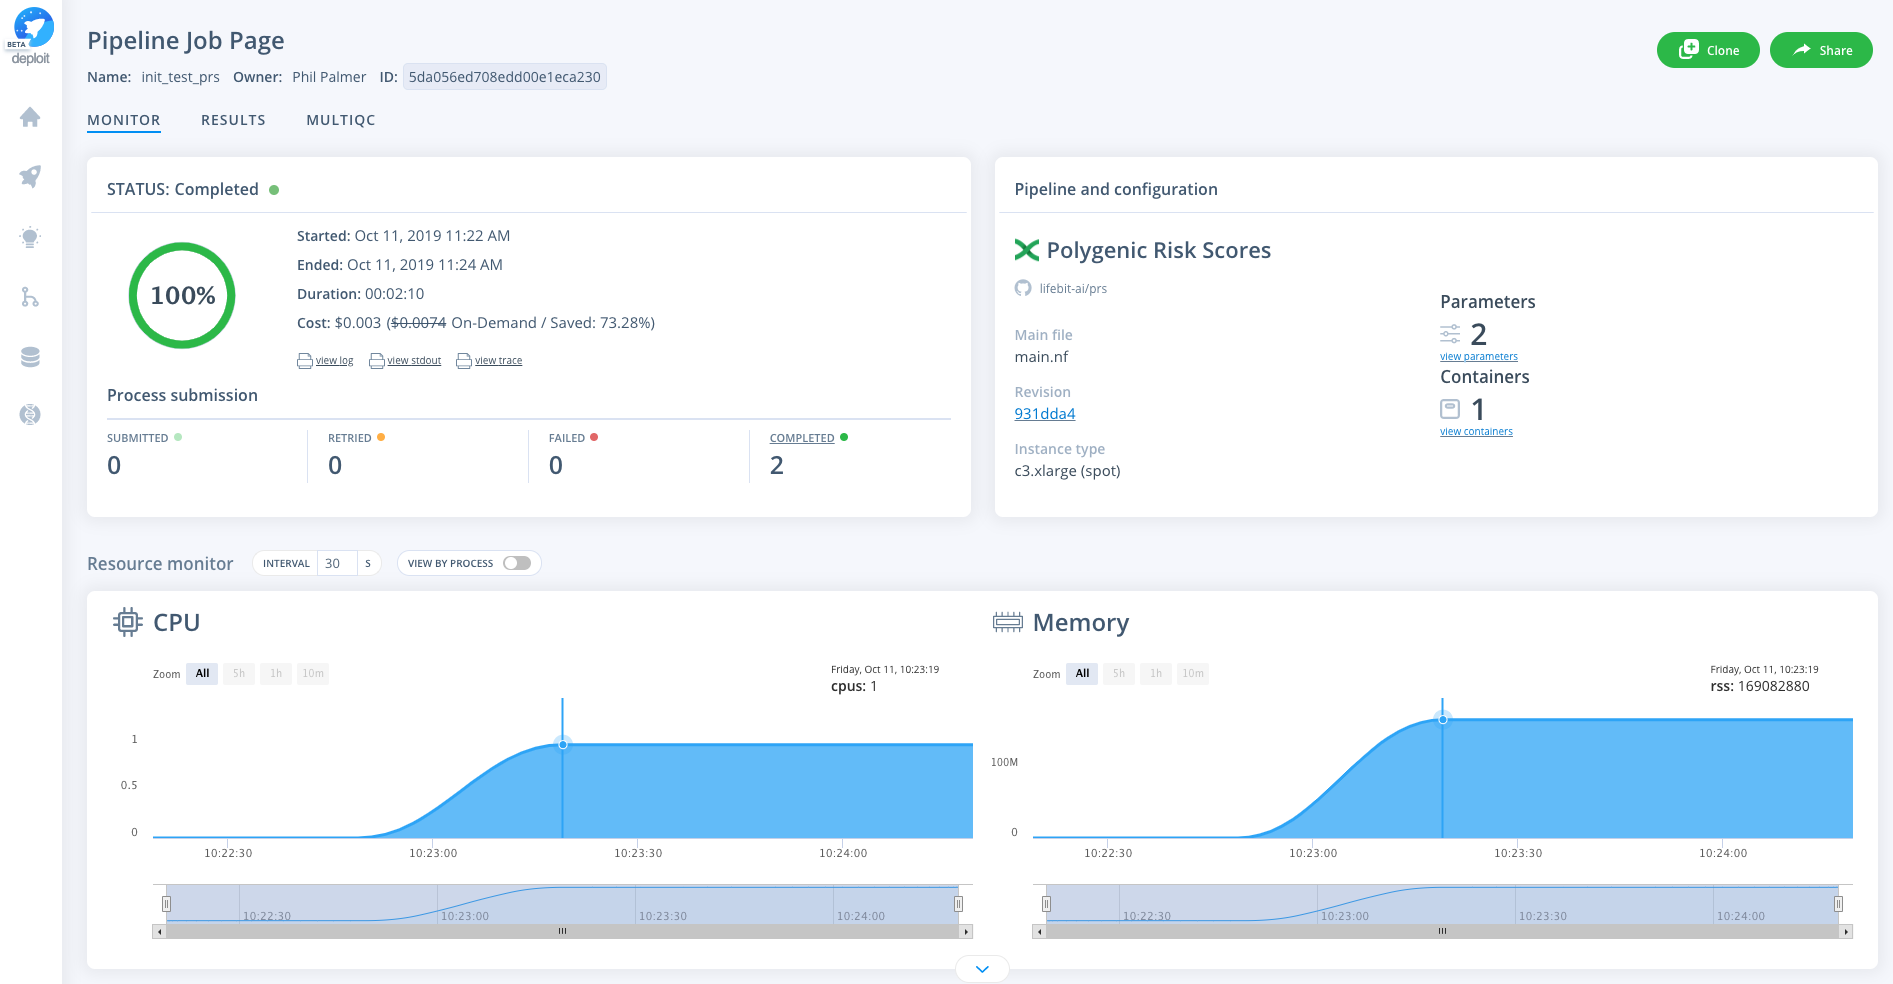 BETA
deploit
Pipeline Job Page
Name: init_test_prs Owner: Phil Palmer ID: 5da056ed708edd00e1eca230
Clone
Share
MONITOR RESULTS MULTIQC
STATUS: Completed
100%
Started: Oct 11, 2019 11:22 AM
Ended: Oct 11, 2019 11:24 AM
Duration: 00:02:10
Cost: $0.003 ($0.0074 On-Demand / Saved: 73.28%)
view log view stdout view trace
Process submission
SUBMITTED RETRIED FAILED COMPLETED
0 0 0 2
Pipeline and configuration
Polygenic Risk Scores
lifebit-ai/prs
Main file
main.nf
Revision
931dda4
Instance type
c3.xlarge (spot)
Parameters
2
view parameters
Containers
1
view containers
Resource monitor INTERVAL 30 S VIEW BY PROCESS
CPU
Zoom All 5h 1h 10m
Friday, Oct 11, 10:23:19
cpus: 1
1
0.5
0
10:22:30 10:23:00 10:23:30 10:24:00
10:22:30 10:23:00 10:23:30 10:24:00
Memory
Zoom All 5h 1h 10m
Friday, Oct 11, 10:23:19
rss: 169082880
100M
0
10:22:30 10:23:00 10:23:30 10:24:00
10:22:30 10:23:00 10:23:30 10:24:00